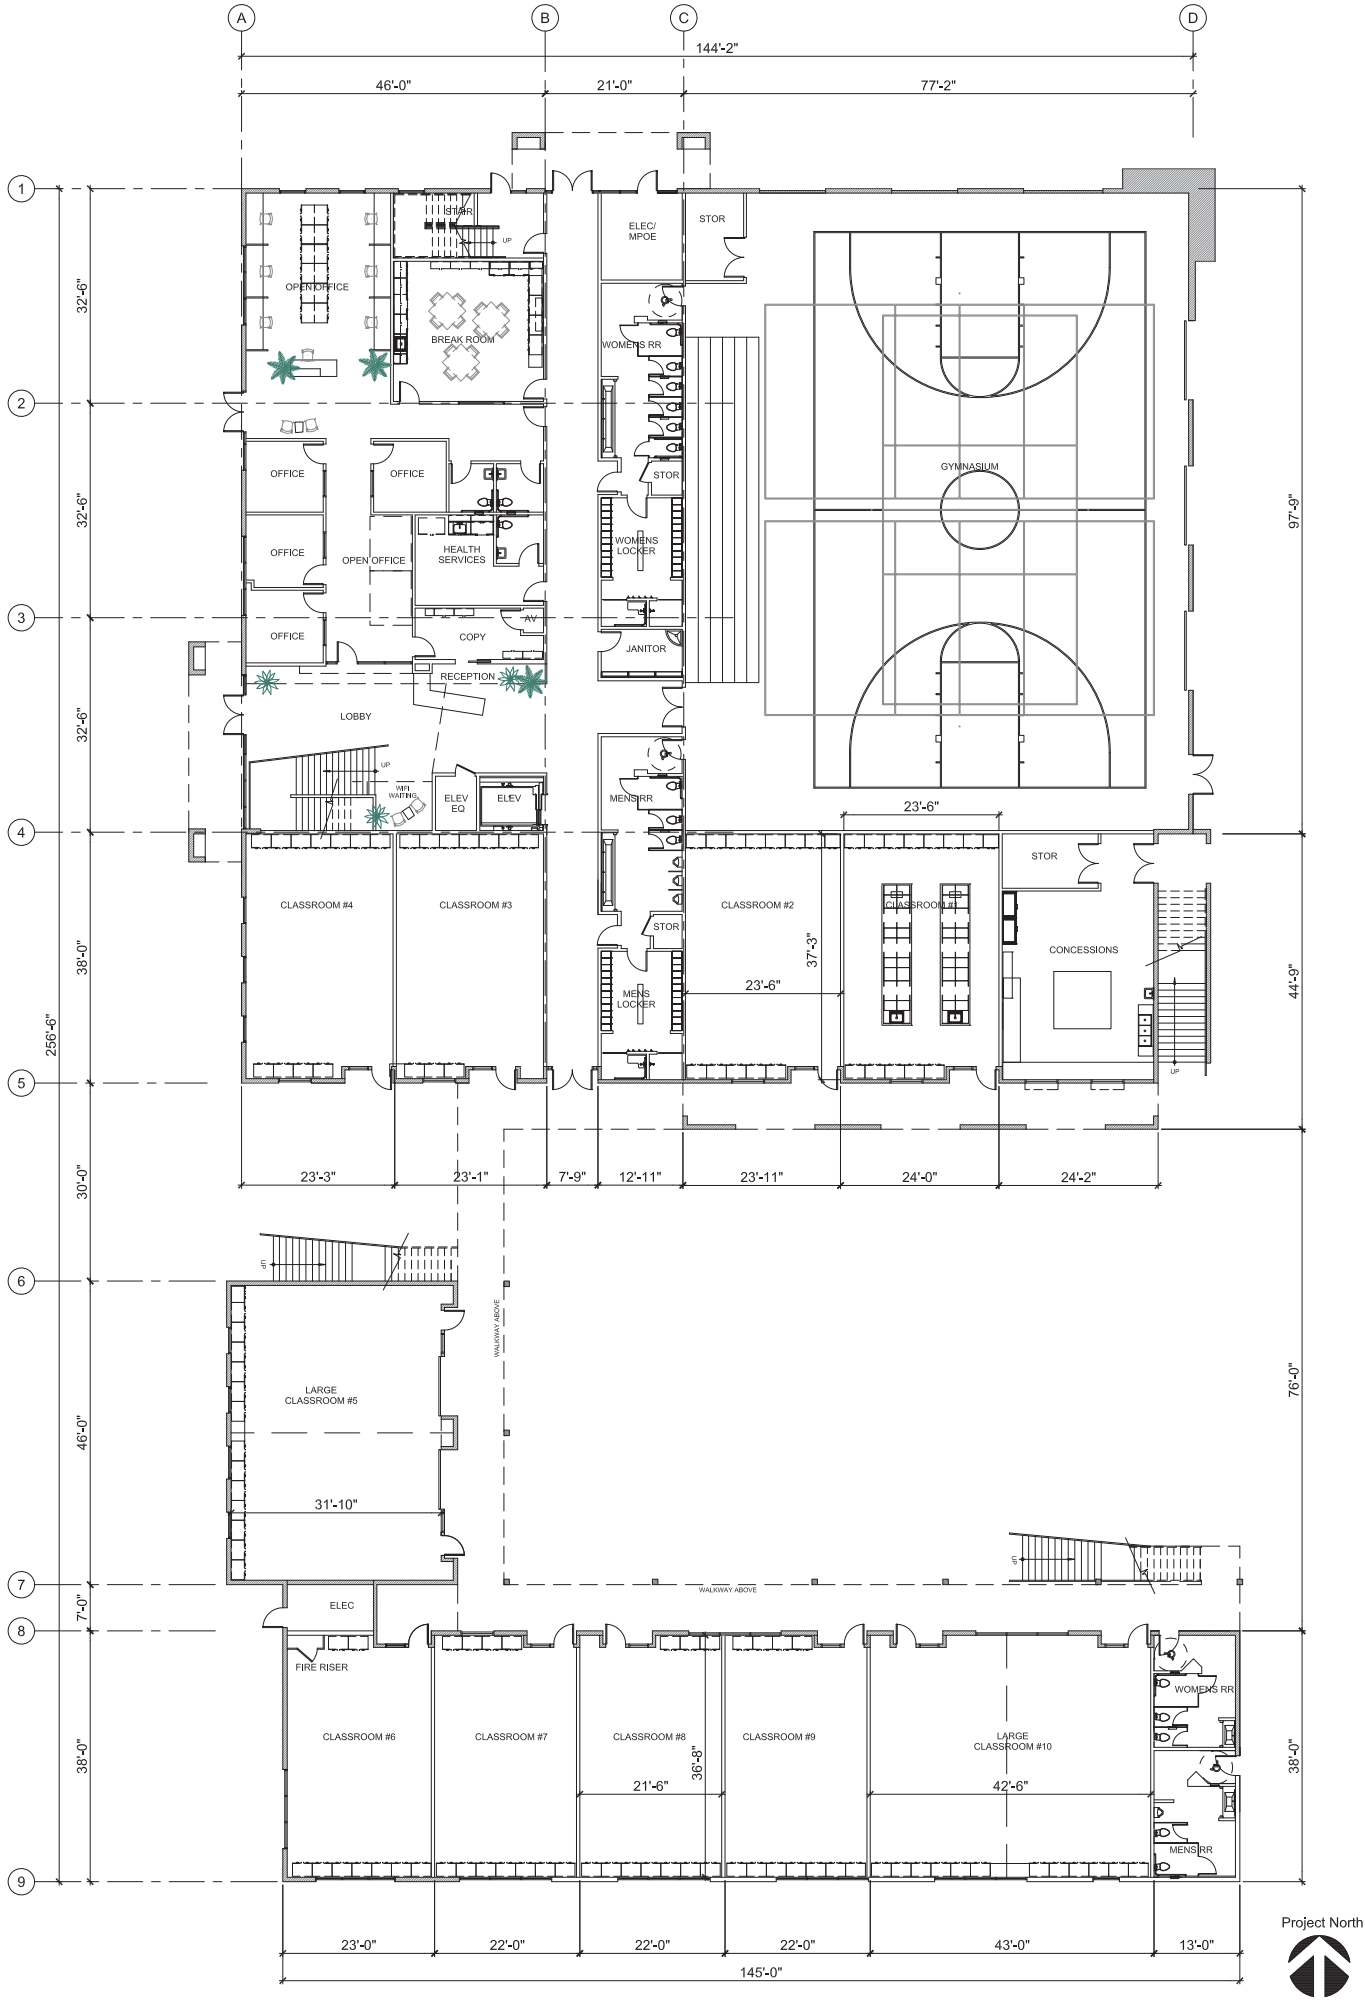 A
B
C
D
144'-2"
46'-0"
21'-0"
77'-2"
1
STAIR
UP
ELEC/
MPOE
STOR
32'-6"
OPEN OFFICE
BREAK ROOM
WOMENS RR
2
OFFICE
OFFICE
STOR
GYMNASIUM
32'-6"
97'-9"
OFFICE
OPEN OFFICE
HEALTH
SERVICES
WOMENS
LOCKER
3
AV
OFFICE
COPY
JANITOR
RECEPTION
LOBBY
32'-6"
UP
WIFI
WAITING
ELEV
EQ
ELEV
MENS RR
23'-6"
4
STOR
CLASSROOM #4
CLASSROOM #3
CLASSROOM #2
CLASSROOM #1
STOR
CONCESSIONS
37'-3"
38'-0"
44'-9"
23'-6"
MENS
LOCKER
256'-6"
UP
5
30'-0"
23'-3"
23'-1"
7'-9"
12'-11"
23'-11"
24'-0"
24'-2"
UP
6
WALKWAY ABOVE
76'-0"
LARGE
CLASSROOM #5
46'-0"
31'-10"
UP
7
WALKWAY ABOVE
7'-0"
ELEC
8
FIRE RISER
WOMENS RR
CLASSROOM #6
CLASSROOM #7
CLASSROOM #8
CLASSROOM #9
LARGE
CLASSROOM #10
38'-0"
36'-8"
38'-0"
21'-6"
42'-6"
MENS RR
9
Project North
23'-0"
22'-0"
22'-0"
22'-0"
43'-0"
13'-0"
145'-0"